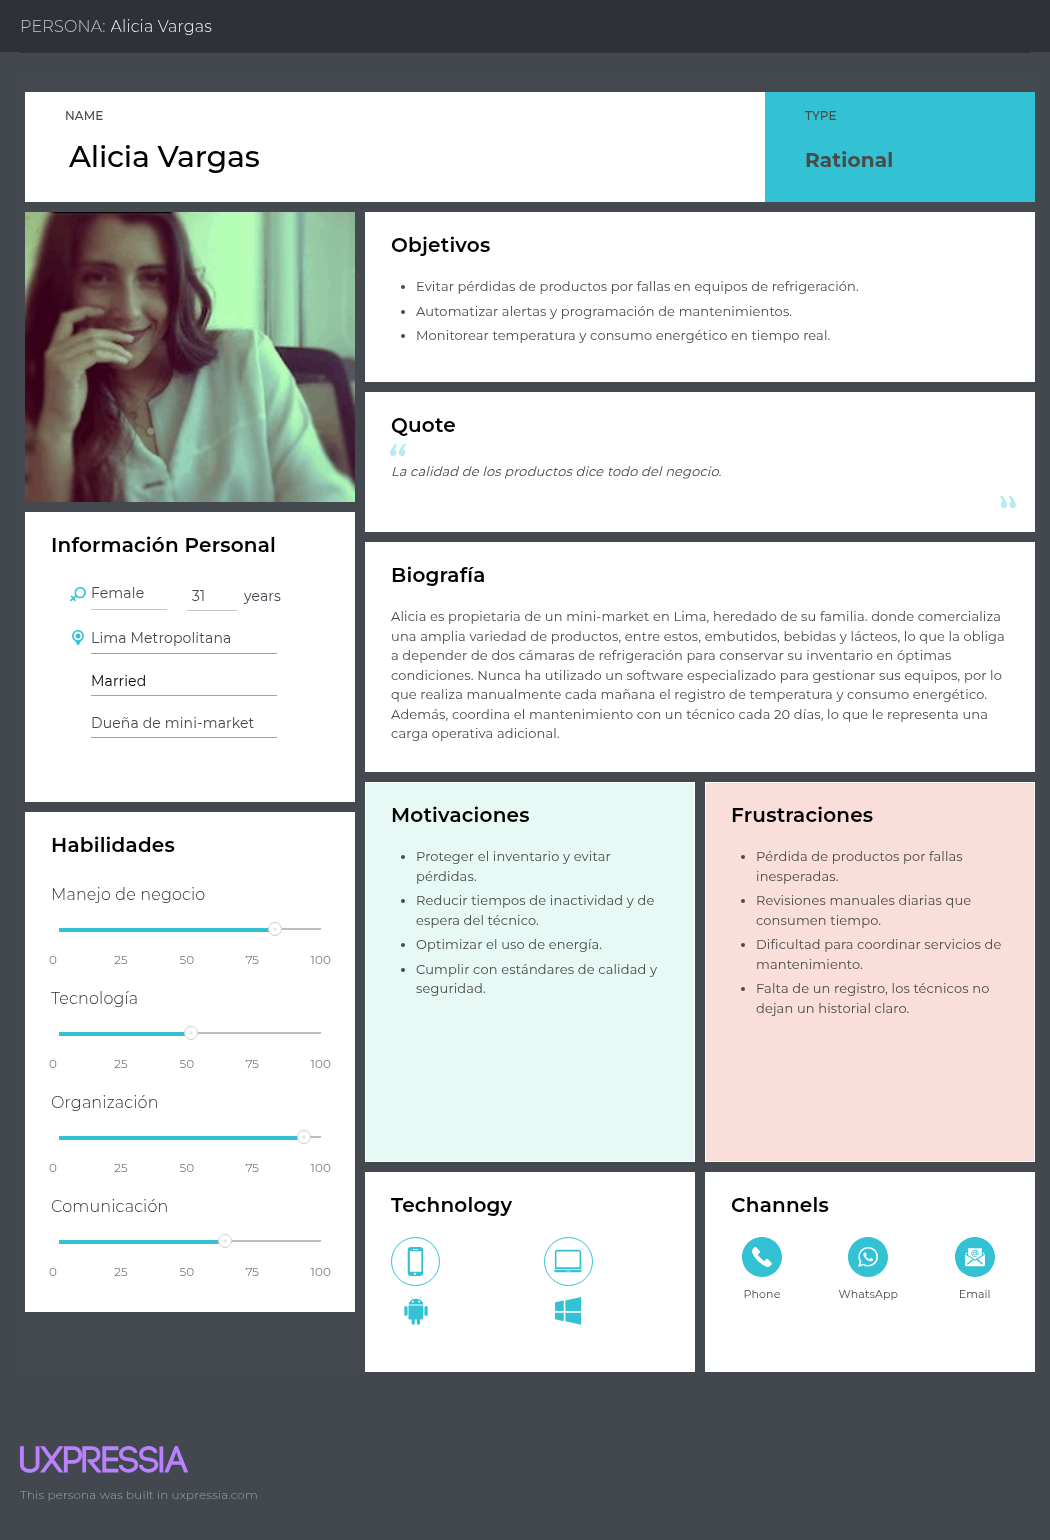 PERSONA: Alicia Vargas
NAME
Alicia Vargas
TYPE
Rational
Objetivos
• Evitar pérdidas de productos por fallas en equipos de refrigeración.
• Automatizar alertas y programación de mantenimientos.
• Monitorear temperatura y consumo energético en tiempo real.
Quote
“
La calidad de los productos dice todo del negocio.
”
Información Personal
Female 31 years
Lima Metropolitana
Married
Dueña de mini-market
Biografía
Alicia es propietaria de un mini-market en Lima, heredado de su familia. donde comercializa
una amplia variedad de productos, entre estos, embutidos, bebidas y lácteos, lo que la obliga
a depender de dos cámaras de refrigeración para conservar su inventario en óptimas
condiciones. Nunca ha utilizado un software especializado para gestionar sus equipos, por lo
que realiza manualmente cada mañana el registro de temperatura y consumo energético.
Además, coordina el mantenimiento con un técnico cada 20 días, lo que le representa una
carga operativa adicional.
Habilidades
Manejo de negocio
0 25 50 75 100
Tecnología
0 25 50 75 100
Organización
0 25 50 75 100
Comunicación
0 25 50 75 100
Motivaciones
• Proteger el inventario y evitar
pérdidas.
• Reducir tiempos de inactividad y de
espera del técnico.
• Optimizar el uso de energía.
• Cumplir con estándares de calidad y
seguridad.
Frustraciones
• Pérdida de productos por fallas
inesperadas.
• Revisiones manuales diarias que
consumen tiempo.
• Dificultad para coordinar servicios de
mantenimiento.
• Falta de un registro, los técnicos no
dejan un historial claro.
Technology
Channels
Phone WhatsApp Email
UXPRESSIA
This persona was built in uxpressia.com